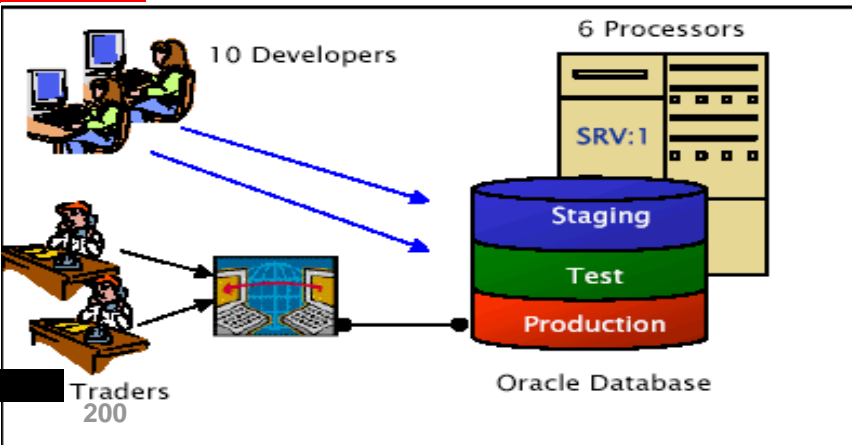 10 Developers
6 Processors
SRV:1
Staging
Test
Production
Traders
200
Oracle Database